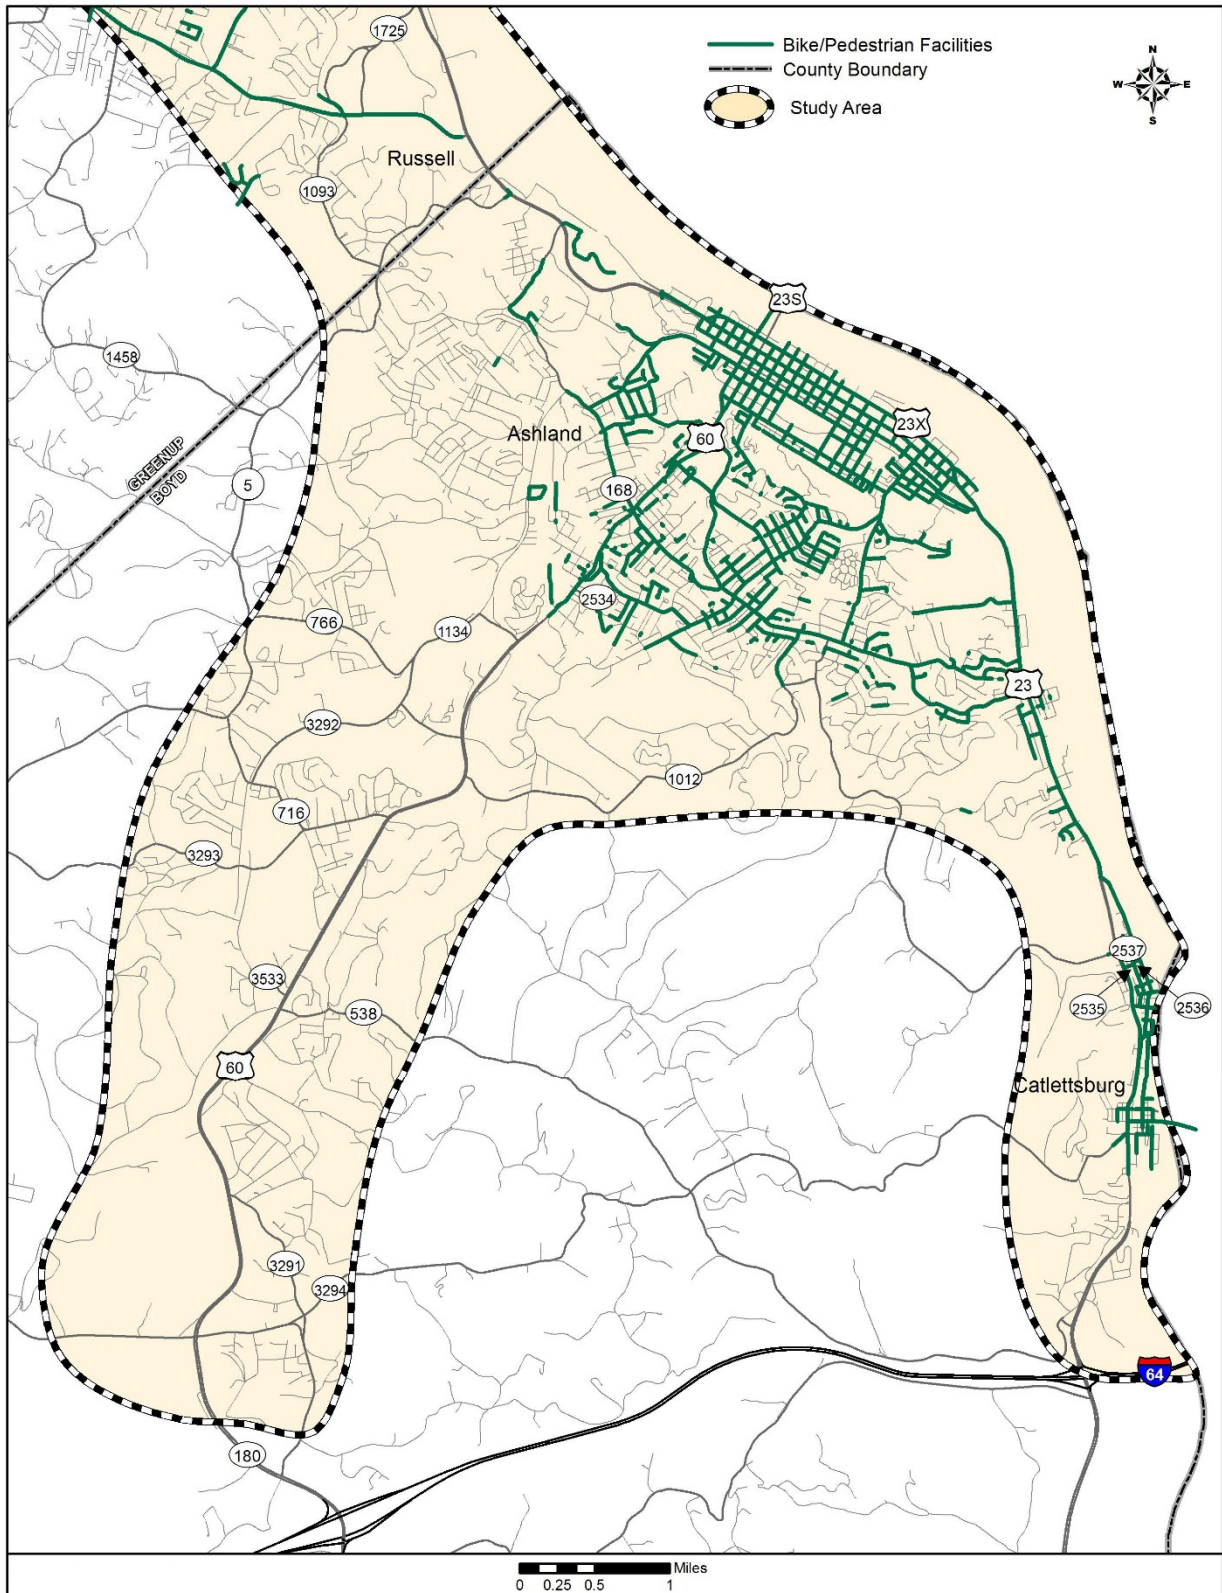 1725
Bike/Pedestrian Facilities
County Boundary
Study Area
N
W
E
S
Russell
1093
23S
1458
23X
Ashland
60
GREENUP
BOYD
5
168
2534
766
1134
23
3292
1012
716
3293
2537
3533
2535
2536
538
60
Catlettsburg
3291
3294
64
180
Miles
0 0.25 0.5 1